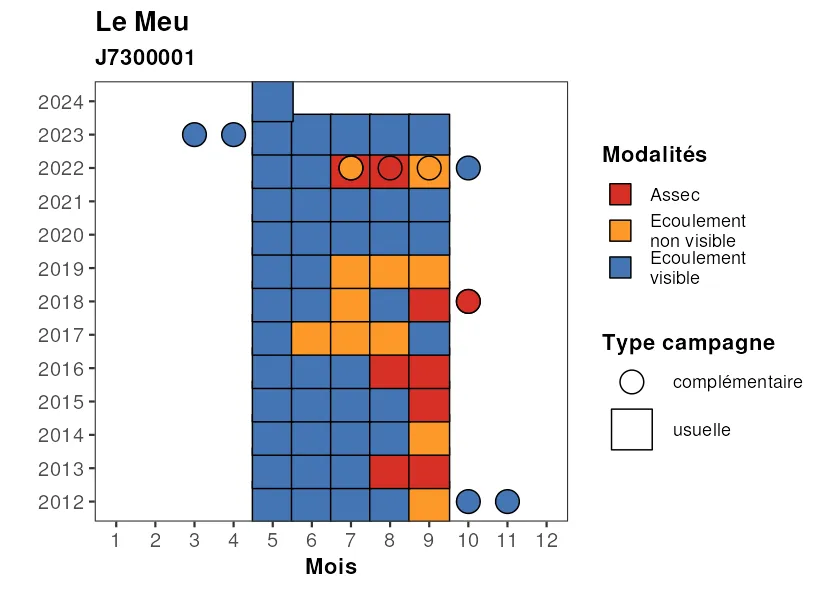 Le Meu
J7300001
2024
2023
2022
2021
2020
2019
2018
2017
2016
2015
2014
2013
2012
1 2 3 4 5 6 7 8 9 10 11 12
Mois
Modalités
Assec
Ecoulement
non visible
Ecoulement
visible
Type campagne
complémentaire
usuelle